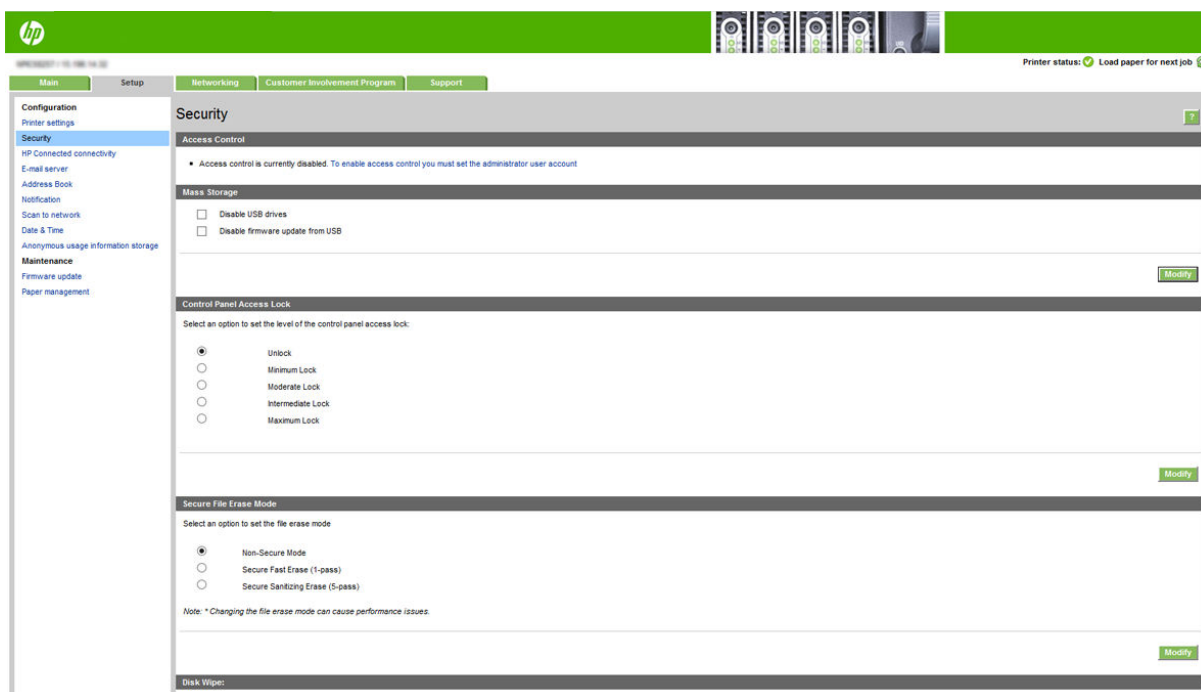 hp
Printer status: Load paper for next job
Main Setup Networking Customer Involvement Program Support
Configuration
Printer settings
Security
HP Connected connectivity
E-mail server
Address Book
Notification
Scan to network
Date & Time
Anonymous usage information storage
Maintenance
Firmware update
Paper management
Security
?
Access Control
Access control is currently disabled. To enable access control you must set the administrator user account
Mass Storage
Disable USB drives
Disable firmware update from USB
Modify
Control Panel Access Lock
Select an option to set the level of the control panel access lock:
Unlock
Minimum Lock
Moderate Lock
Intermediate Lock
Maximum Lock
Modify
Secure File Erase Mode
Select an option to set the file erase mode
Non-Secure Mode
Secure Fast Erase (1-pass)
Secure Sanitizing Erase (5-pass)
Note: * Changing the file erase mode can cause performance issues.
Modify
Disk Wipe: